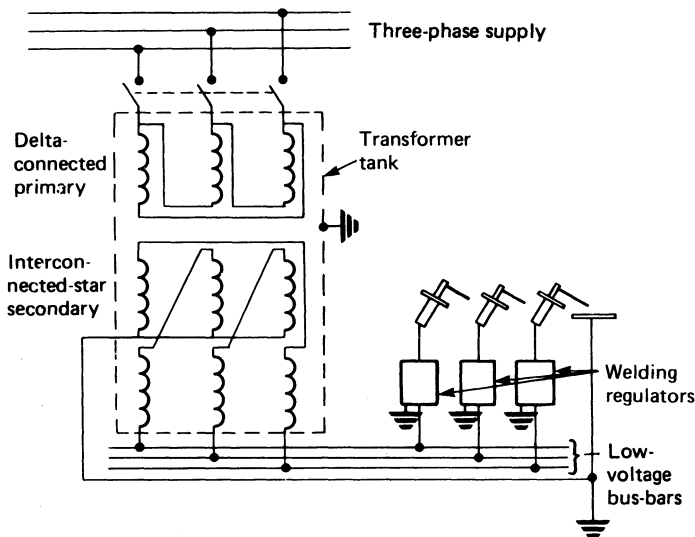 Three-phase supply
Delta-
connected
primary
Transformer
tank
Intercon-
nected-star
secondary
Welding
regulators
Low-
voltage
bus-bars